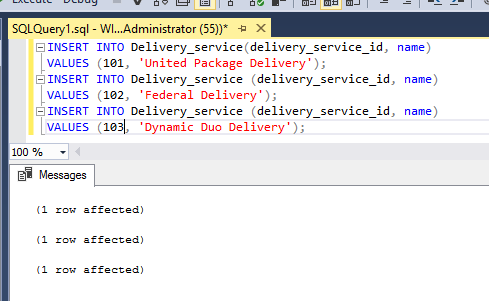 Execute Debug
SQLQuery1.sql - WI...Administrator (55))*
INSERT INTO Delivery_service(delivery_service_id, name)
VALUES (101, 'United Package Delivery');
INSERT INTO Delivery_service (delivery_service_id, name)
VALUES (102, 'Federal Delivery');
INSERT INTO Delivery_service (delivery_service_id, name)
VALUES (103, 'Dynamic Duo Delivery');
100 %
Messages
(1 row affected)
(1 row affected)
(1 row affected)